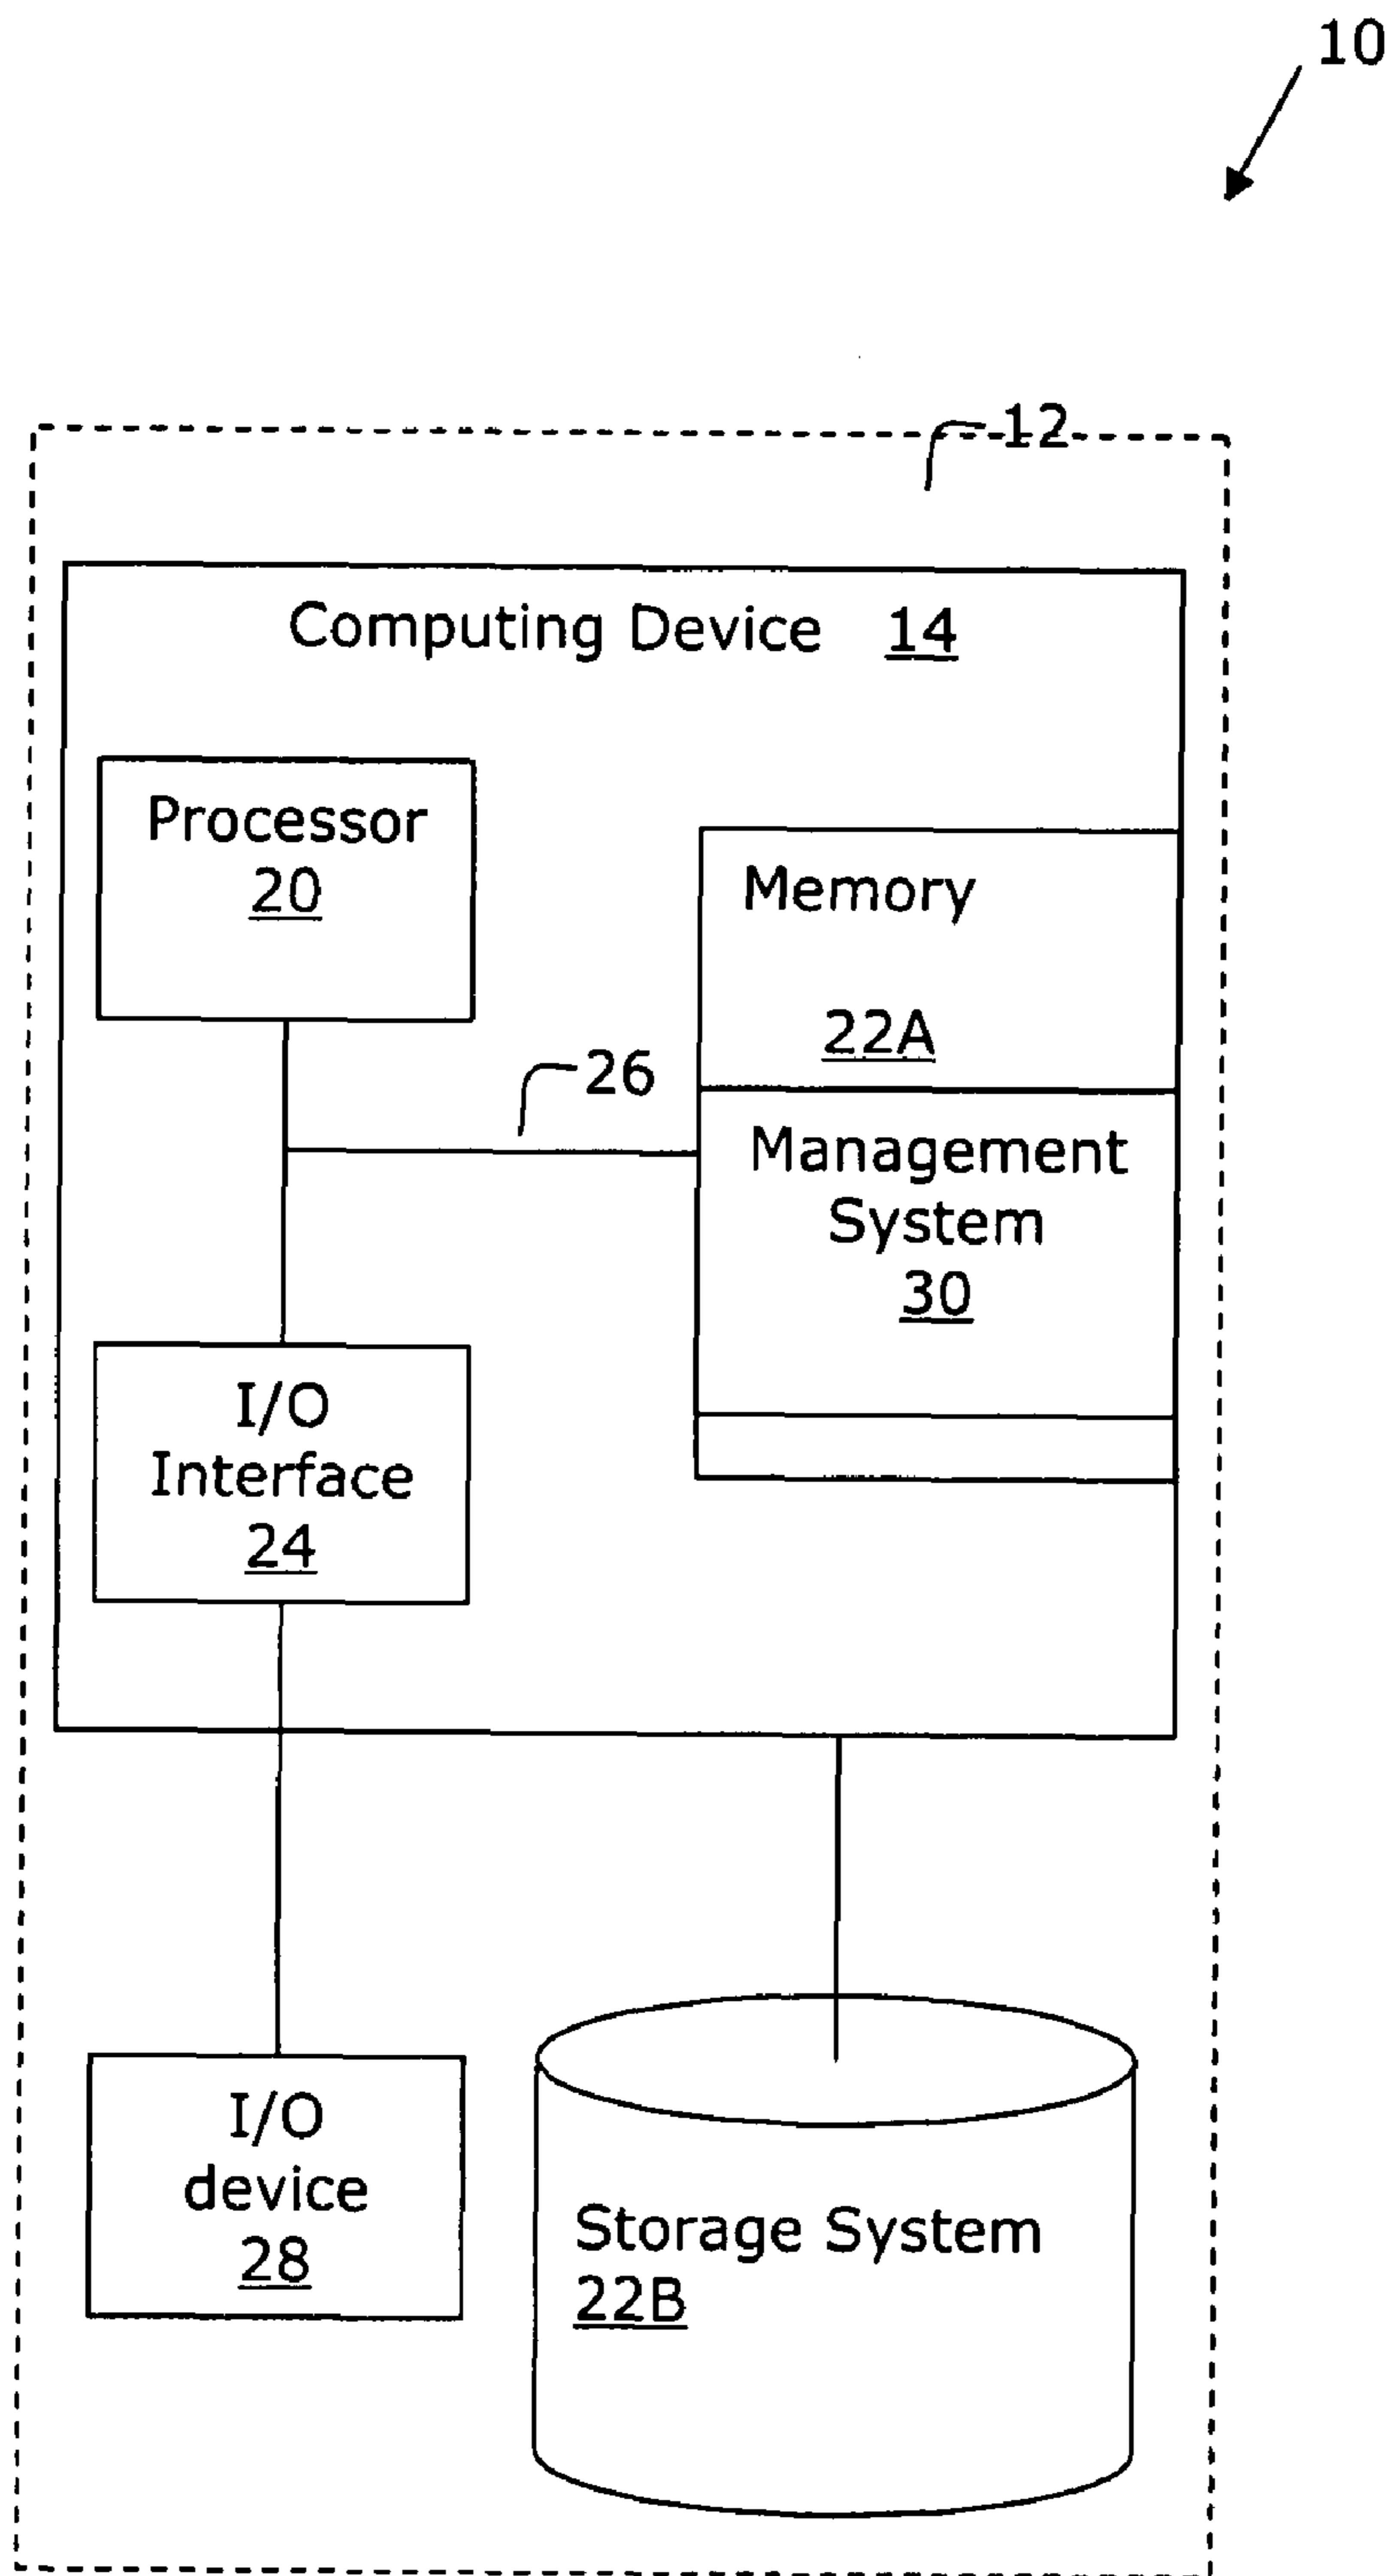 10
12
Computing Device 14
Processor
20
Memory
22A
26
Management
System
30
I/O
Interface
24
I/O
device
28
Storage System
22B